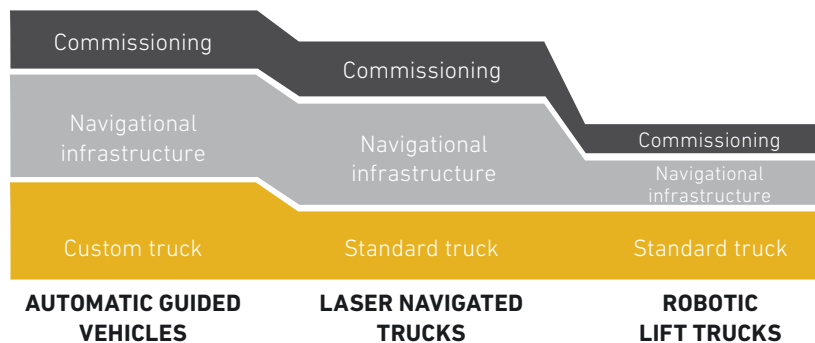 Commissioning
Navigational
infrastructure
Custom truck
AUTOMATIC GUIDED
VEHICLES
Commissioning
Navigational
infrastructure
Standard truck
LASER NAVIGATED
TRUCKS
Commissioning
Navigational
infrastructure
Standard truck
ROBOTIC
LIFT TRUCKS